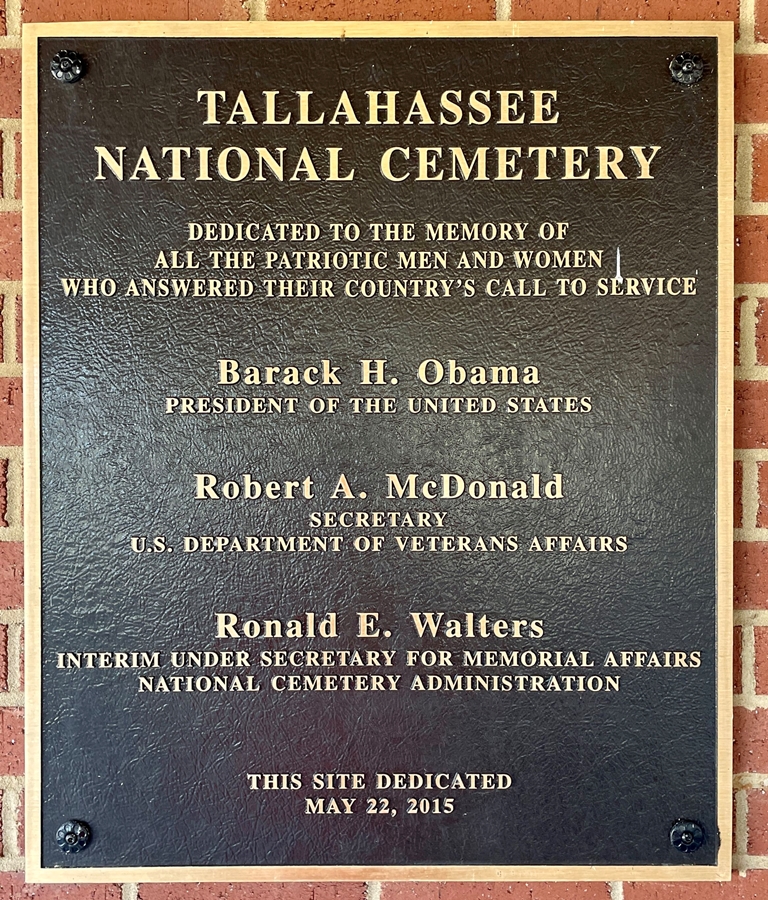 TALLAHASSEE
NATIONAL CEMETERY
DEDICATED TO THE MEMORY OF
ALL THE PATRIOTIC MEN AND WOMEN
WHO ANSWERED THEIR COUNTRY'S CALL TO SERVICE
Barack H. Obama
PRESIDENT OF THE UNITED STATES
Robert A. McDonald
SECRETARY
U.S. DEPARTMENT OF VETERANS AFFAIRS
Ronald E. Walters
INTERIM UNDER SECRETARY FOR MEMORIAL AFFAIRS
NATIONAL CEMETERY ADMINISTRATION
THIS SITE DEDICATED
MAY 22, 2015